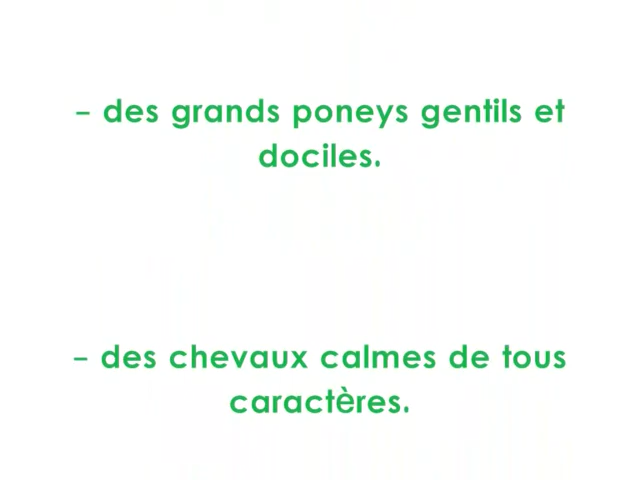 – des grands poneys gentils et
dociles.
– des chevaux calmes de tous
caractères.